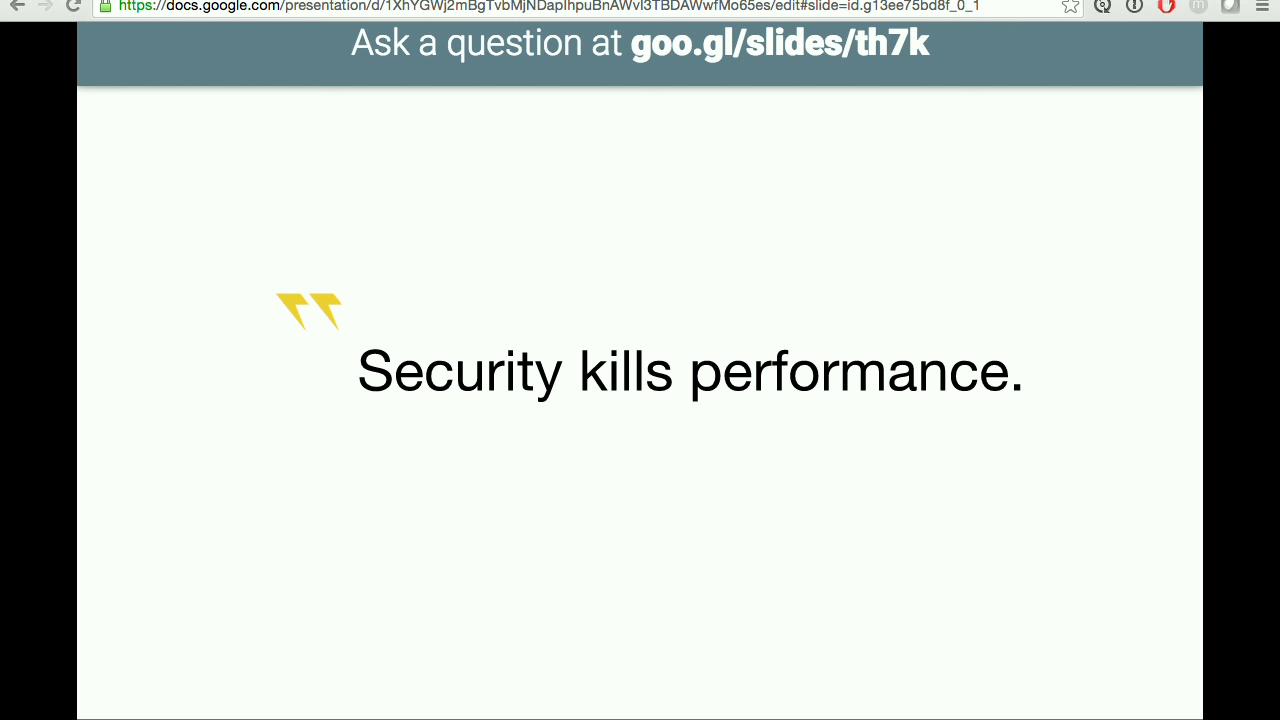 https://docs.google.com/presentation/d/1XhYGWj2mBgTvbMjNDapIhpuBnAWvl3TBDAWwfMo65es/edit#slide=id.g13ee75bd8f_0_1
Ask a question at goo.gl/slides/th7k
Security kills performance.